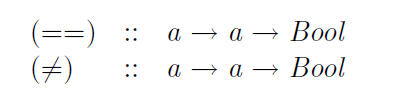 (==) :: a → a → Bool
(≠) :: a → a → Bool